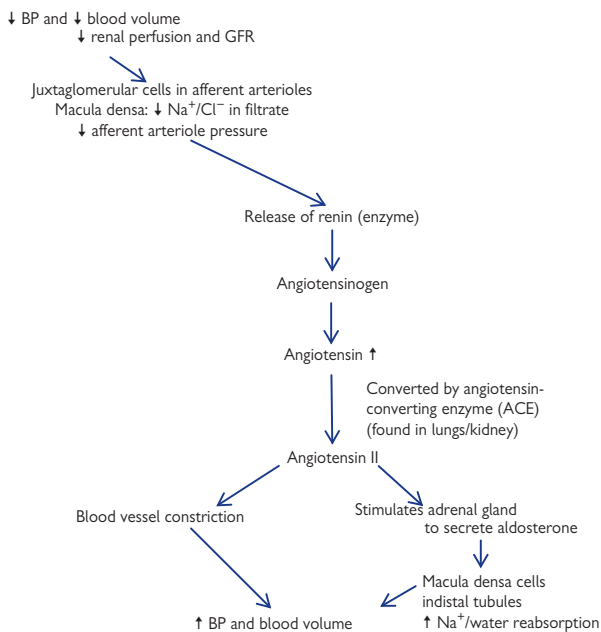 ↓ BP and ↓ blood volume
↓ renal perfusion and GFR
Juxtaglomerular cells in afferent arterioles
Macula densa: ↓ Na⁺/Cl⁻ in filtrate
↓ afferent arteriole pressure
Release of renin (enzyme)
Angiotensinogen
Angiotensin ↑
Converted by angiotensin-
converting enzyme (ACE)
(found in lungs/kidney)
Angiotensin II
Blood vessel constriction
Stimulates adrenal gland
to secrete aldosterone
Macula densa cells
indistal tubules
↑ Na⁺/water reabsorption
↑ BP and blood volume